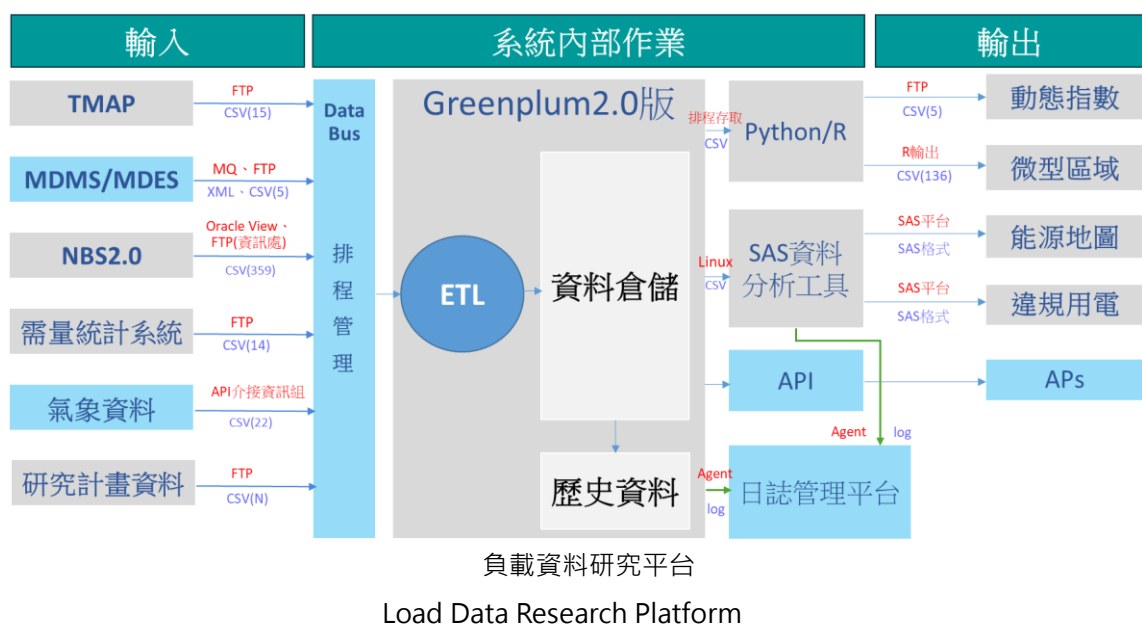 輸入
系統內部作業
輸出
TMAP
FTP
CSV(15)
MDMS/MDES
MQ、FTP
XML、CSV(5)
NBS2.0
Oracle View、
FTP(資訊處)
CSV(359)
需量統計系統
FTP
CSV(14)
氣象資料
API介接資訊組
CSV(22)
研究計畫資料
FTP
CSV(N)
Data
Bus
排
程
管
理
Greenplum2.0版
ETL
資料倉儲
歷史資料
排程存取
CSV
Python/R
Linux
CSV
SAS資料
分析工具
API
Agent
log
Agent
log
日誌管理平台
FTP
CSV(5)
動態指數
R輸出
CSV(136)
微型區域
SAS平台
SAS格式
能源地圖
SAS平台
SAS格式
違規用電
APs
負載資料研究平台
Load Data Research Platform